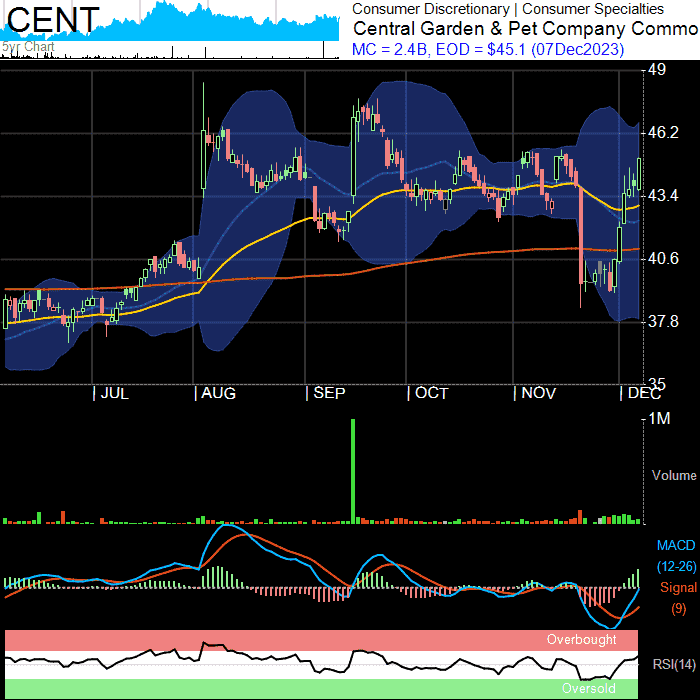 CENT
5yr Chart
Consumer Discretionary | Consumer Specialties
Central Garden & Pet Company Commo
MC = 2.4B, EOD = $45.1 (07Dec2023)
49
46.2
43.4
40.6
37.8
35
JUL AUG SEP OCT NOV DEC
1M
Volume
MACD
(12-26)
Signal
(9)
Overbought
RSI(14)
Oversold